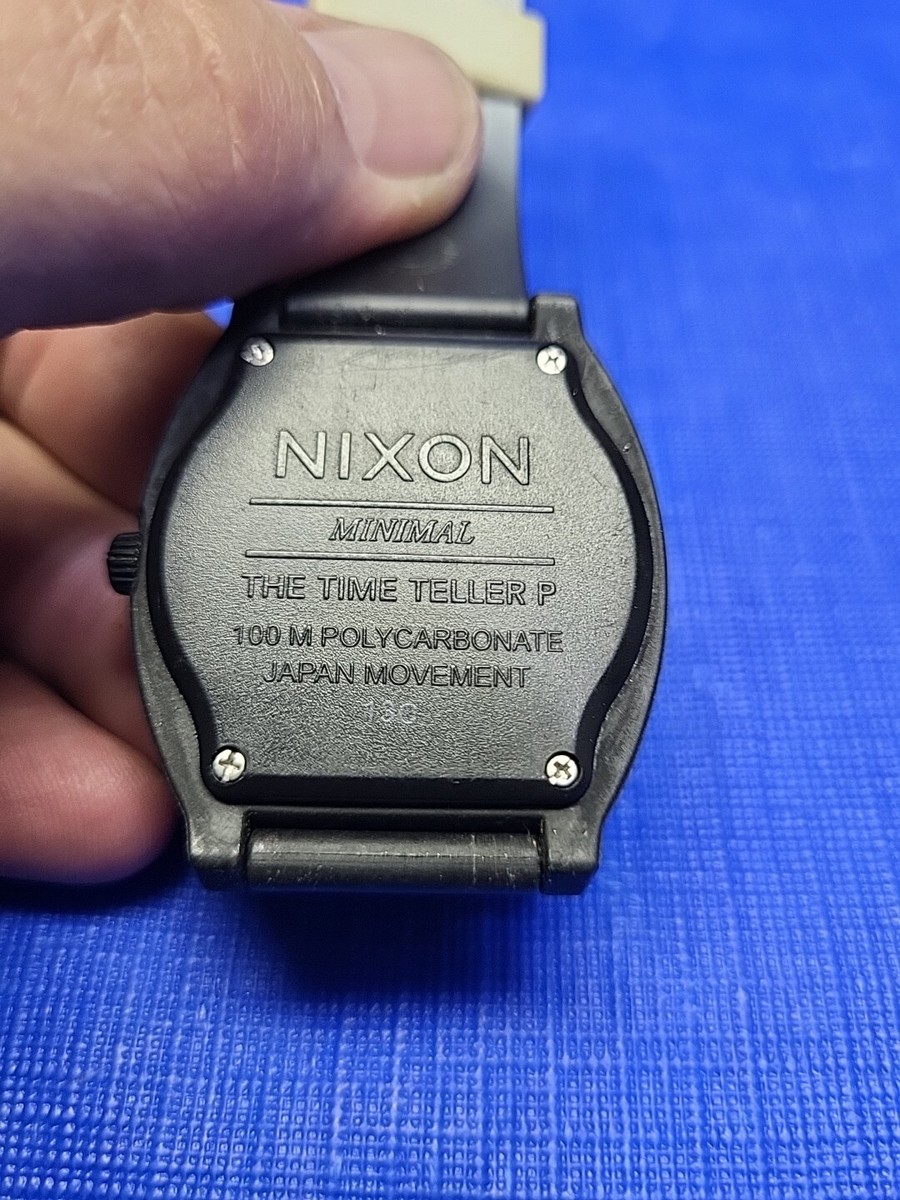 NIXON
MINIMAL
THE TIME TELLER P
100 M POLYCARBONATE
JAPAN MOVEMENT